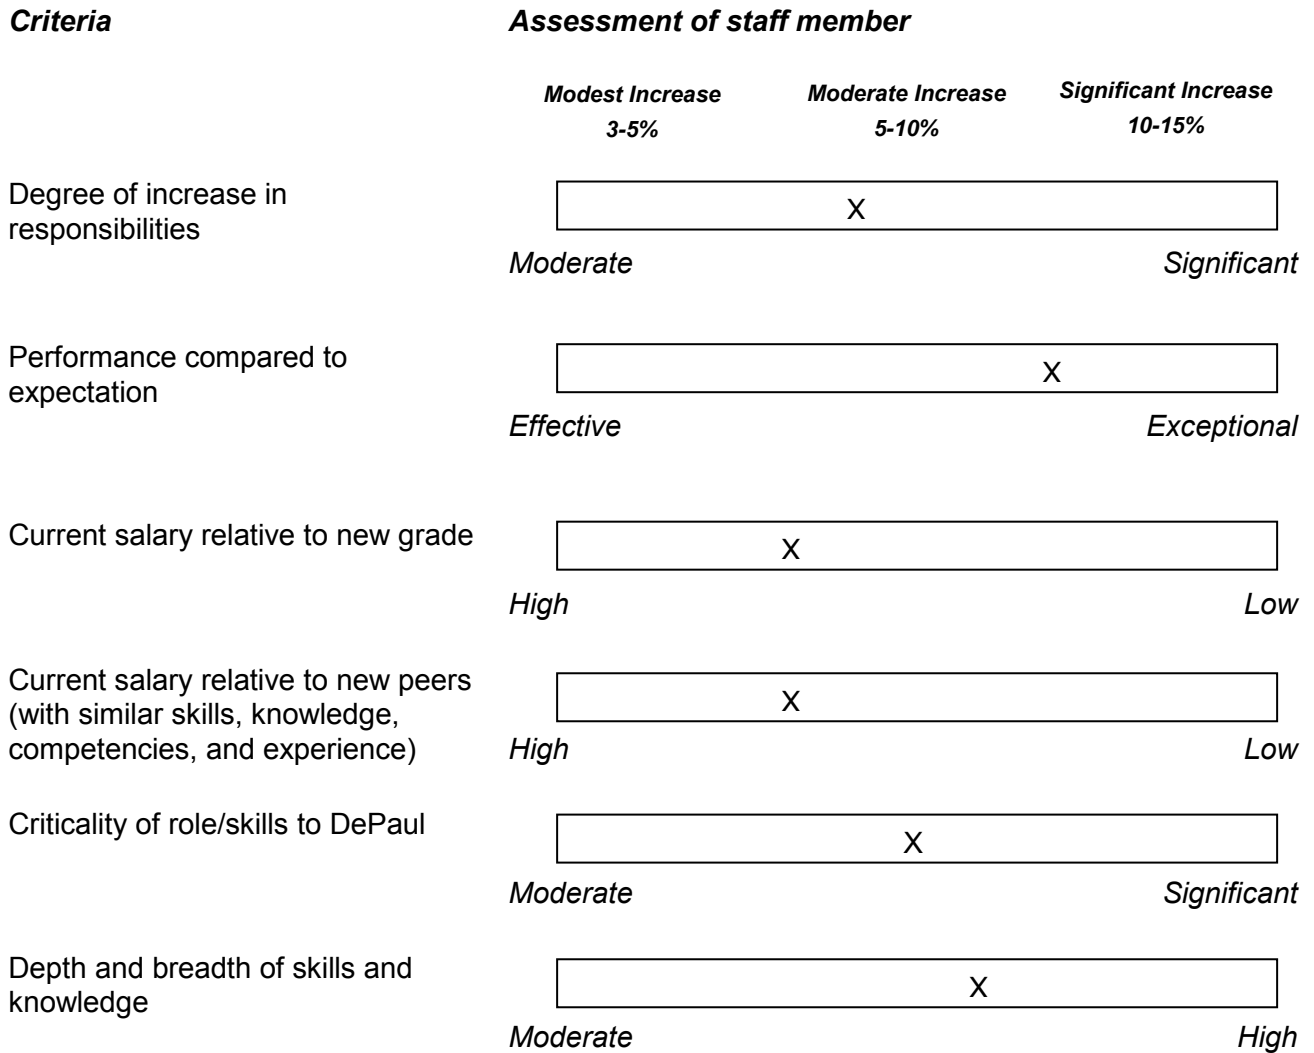 Criteria
Assessment of staff member
Modest Increase
3-5%
Moderate Increase
5-10%
Significant Increase
10-15%
Degree of increase in
responsibilities
X
Moderate
Significant
Performance compared to
expectation
X
Effective
Exceptional
Current salary relative to new grade
X
High
Low
Current salary relative to new peers
(with similar skills, knowledge,
competencies, and experience)
X
High
Low
Criticality of role/skills to DePaul
X
Moderate
Significant
Depth and breadth of skills and
knowledge
X
Moderate
High